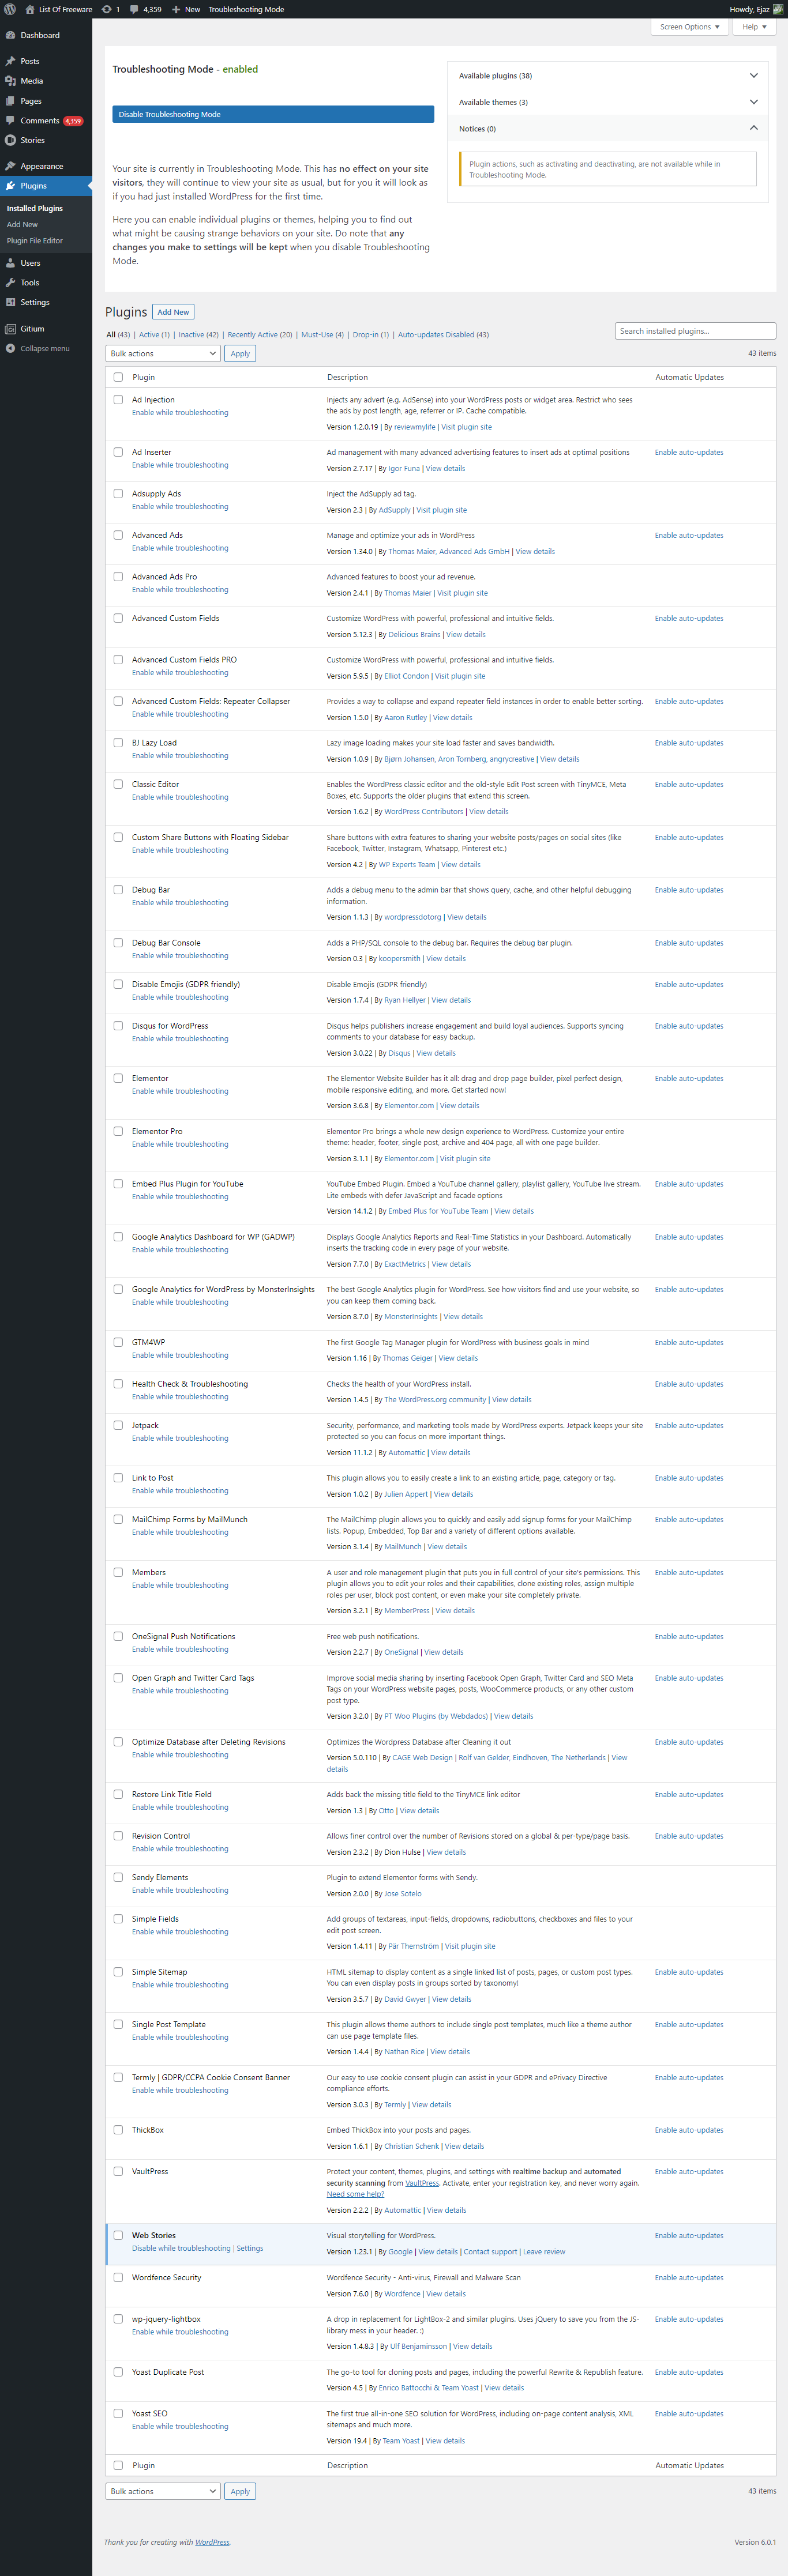 List Of Freeware 1 4,359 New Troubleshooting Mode Howdy, Ejaz
Screen Options Help
Dashboard
Posts
Media
Pages
Comments 4,359
Stories
Appearance
Plugins
Installed Plugins
Add New
Plugin File Editor
Users
Tools
Settings
Gitium
Collapse menu
Troubleshooting Mode - enabled
Disable Troubleshooting Mode
Your site is currently in Troubleshooting Mode. This has no effect on your site
visitors, they will continue to view your site as usual, but for you it will look as
if you had just installed WordPress for the first time.
Here you can enable individual plugins or themes, helping you to find out
what might be causing strange behaviors on your site. Do note that any
changes you make to settings will be kept when you disable Troubleshooting
Mode.
Available plugins (38)
Available themes (3)
Notices (0)
Plugin actions, such as activating and deactivating, are not available while in
Troubleshooting Mode.
Plugins Add New
All (43) | Active (1) | Inactive (42) | Recently Active (20) | Must-Use (4) | Drop-in (1) | Auto-updates Disabled (43)
Search installed plugins...
Bulk actions Apply 43 items
Plugin Description Automatic Updates
Ad Injection
Enable while troubleshooting
Injects any advert (e.g. AdSense) into your WordPress posts or widget area. Restrict who sees
the ads by post length, age, referrer or IP. Cache compatible.
Version 1.2.0.19 | By reviewmylife | Visit plugin site
Ad Inserter
Enable while troubleshooting
Ad management with many advanced advertising features to insert ads at optimal positions
Version 2.7.17 | By Igor Funa | View details
Enable auto-updates
Adsupply Ads
Enable while troubleshooting
Inject the AdSupply ad tag.
Version 2.3 | By AdSupply | Visit plugin site
Advanced Ads
Enable while troubleshooting
Manage and optimize your ads in WordPress
Version 1.34.0 | By Thomas Maier, Advanced Ads GmbH | View details
Enable auto-updates
Advanced Ads Pro
Enable while troubleshooting
Advanced features to boost your ad revenue.
Version 2.4.1 | By Thomas Maier | Visit plugin site
Advanced Custom Fields
Customize WordPress with powerful, professional and intuitive fields.
Version 5.12.3 | By Delicious Brains | View details
Enable auto-updates
Advanced Custom Fields PRO
Enable while troubleshooting
Customize WordPress with powerful, professional and intuitive fields.
Version 5.9.5 | By Elliot Condon | Visit plugin site
Advanced Custom Fields: Repeater Collapser
Enable while troubleshooting
Provides a way to collapse and expand repeater field instances in order to enable better sorting.
Version 1.5.0 | By Aaron Rutley | View details
Enable auto-updates
BJ Lazy Load
Enable while troubleshooting
Lazy image loading makes your site load faster and saves bandwidth.
Version 1.0.9 | By Bjørn Johansen, Aron Tornberg, angrycreative | View details
Enable auto-updates
Classic Editor
Enable while troubleshooting
Enables the WordPress classic editor and the old-style Edit Post screen with TinyMCE, Meta
Boxes, etc. Supports the older plugins that extend this screen.
Version 1.6.2 | By WordPress Contributors | View details
Enable auto-updates
Custom Share Buttons with Floating Sidebar
Enable while troubleshooting
Share buttons with extra features to sharing your website posts/pages on social sites (like
Facebook, Twitter, Instagram, Whatsapp, Pinterest etc.)
Version 4.2 | By WP Experts Team | View details
Enable auto-updates
Debug Bar
Enable while troubleshooting
Adds a debug menu to the admin bar that shows query, cache, and other helpful debugging
information.
Version 1.1.3 | By wordpressdotorg | View details
Enable auto-updates
Debug Bar Console
Enable while troubleshooting
Adds a PHP/SQL console to the debug bar. Requires the debug bar plugin.
Version 0.3 | By koopersmith | View details
Enable auto-updates
Disable Emojis (GDPR friendly)
Enable while troubleshooting
Disable Emojis (GDPR friendly)
Version 1.7.4 | By Ryan Hellyer | View details
Enable auto-updates
Disqus for WordPress
Enable while troubleshooting
Disqus helps publishers increase engagement and build loyal audiences. Supports syncing
comments to your database for easy backup.
Version 3.0.22 | By Disqus | View details
Enable auto-updates
Elementor
Enable while troubleshooting
The Elementor Website Builder has it all: drag and drop page builder, pixel perfect design,
mobile responsive editing, and more. Get started now!
Version 3.6.8 | By Elementor.com | View details
Enable auto-updates
Elementor Pro
Enable while troubleshooting
Elementor Pro brings a whole new design experience to WordPress. Customize your entire
theme: header, footer, single post, archive and 404 page, all with one page builder.
Version 3.1.1 | By Elementor.com | Visit plugin site
Embed Plus Plugin for YouTube
Enable while troubleshooting
YouTube Embed Plugin. Embed a YouTube channel gallery, playlist gallery, YouTube live stream.
Lite embeds with defer JavaScript and facade options
Version 14.1.2 | By Embed Plus for YouTube Team | View details
Enable auto-updates
Google Analytics Dashboard for WP (GADWP)
Enable while troubleshooting
Displays Google Analytics Reports and Real-Time Statistics in your Dashboard. Automatically
inserts the tracking code in every page of your website.
Version 7.7.0 | By ExactMetrics | View details
Enable auto-updates
Google Analytics for WordPress by MonsterInsights
Enable while troubleshooting
The best Google Analytics plugin for WordPress. See how visitors find and use your website, so
you can keep them coming back.
Version 8.7.0 | By MonsterInsights | View details
Enable auto-updates
GTM4WP
Enable while troubleshooting
The first Google Tag Manager plugin for WordPress with business goals in mind
Version 1.16 | By Thomas Geiger | View details
Enable auto-updates
Health Check & Troubleshooting
Enable while troubleshooting
Checks the health of your WordPress install.
Version 1.4.5 | By The WordPress.org community | View details
Enable auto-updates
Jetpack
Enable while troubleshooting
Security, performance, and marketing tools made by WordPress experts. Jetpack keeps your site
protected so you can focus on more important things.
Version 11.1.2 | By Automattic | View details
Enable auto-updates
Link to Post
Enable while troubleshooting
This plugin allows you to easily create a link to an existing article, page, category or tag.
Version 1.0.2 | By Julien Appert | View details
Enable auto-updates
MailChimp Forms by MailMunch
Enable while troubleshooting
The MailChimp plugin allows you to quickly and easily add signup forms for your MailChimp
lists. Popup, Embedded, Top Bar and a variety of different options available.
Version 3.1.4 | By MailMunch | View details
Enable auto-updates
Members
Enable while troubleshooting
A user and role management plugin that puts you in full control of your site's permissions. This
plugin allows you to edit your roles and their capabilities, clone existing roles, assign multiple
roles per user, block post content, or even make your site completely private.
Version 3.2.1 | By MemberPress | View details
Enable auto-updates
OneSignal Push Notifications
Enable while troubleshooting
Free web push notifications.
Version 2.2.7 | By OneSignal | View details
Enable auto-updates
Open Graph and Twitter Card Tags
Enable while troubleshooting
Improve social media sharing by inserting Facebook Open Graph, Twitter Card and SEO Meta
Tags on your WordPress website pages, posts, WooCommerce products, or any other custom
post type.
Version 3.2.0 | By PT Woo Plugins (by Webdados) | View details
Enable auto-updates
Optimize Database after Deleting Revisions
Enable while troubleshooting
Optimizes the Wordpress Database after Cleaning it out
Version 5.0.110 | By CAGE Web Design | Rolf van Gelder, Eindhoven, The Netherlands | View
details
Enable auto-updates
Restore Link Title Field
Enable while troubleshooting
Adds back the missing title field to the TinyMCE link editor
Version 1.3 | By Otto | View details
Enable auto-updates
Revision Control
Enable while troubleshooting
Allows finer control over the number of Revisions stored on a global & per-type/page basis.
Version 2.3.2 | By Dion Hulse | View details
Enable auto-updates
Sendy Elements
Enable while troubleshooting
Plugin to extend Elementor forms with Sendy.
Version 2.0.0 | By Jose Sotelo
Simple Fields
Enable while troubleshooting
Add groups of textareas, input-fields, dropdowns, radiobuttons, checkboxes and files to your
edit post screen.
Version 1.4.11 | By Pär Thernström | Visit plugin site
Simple Sitemap
Enable while troubleshooting
HTML sitemap to display content as a single linked list of posts, pages, or custom post types.
You can even display posts in groups sorted by taxonomy!
Version 3.5.7 | By David Gwyer | View details
Enable auto-updates
Single Post Template
Enable while troubleshooting
This plugin allows theme authors to include single post templates, much like a theme author
can use page template files.
Version 1.4.4 | By Nathan Rice | View details
Enable auto-updates
Termly | GDPR/CCPA Cookie Consent Banner
Enable while troubleshooting
Our easy to use cookie consent plugin can assist in your GDPR and ePrivacy Directive
compliance efforts.
Version 3.0.3 | By Termly | View details
Enable auto-updates
ThickBox
Embed ThickBox into your posts and pages.
Version 1.6.1 | By Christian Schenk | View details
Enable auto-updates
VaultPress
Protect your content, themes, plugins, and settings with realtime backup and automated
security scanning from VaultPress. Activate, enter your registration key, and never worry again.
Need some help?
Version 2.2.2 | By Automattic | View details
Enable auto-updates
Web Stories
Disable while troubleshooting | Settings
Visual storytelling for WordPress.
Version 1.23.1 | By Google | View details | Contact support | Leave review
Enable auto-updates
Wordfence Security
Wordfence Security - Anti-virus, Firewall and Malware Scan
Version 7.6.0 | By Wordfence | View details
Enable auto-updates
wp-jquery-lightbox
Enable while troubleshooting
A drop in replacement for LightBox-2 and similar plugins. Uses jQuery to save you from the JS-
library mess in your header. :)
Version 1.4.8.3 | By Ulf Benjaminsson | View details
Enable auto-updates
Yoast Duplicate Post
The go-to tool for cloning posts and pages, including the powerful Rewrite & Republish feature.
Version 4.5 | By Enrico Battocchi & Team Yoast | View details
Enable auto-updates
Yoast SEO
Enable while troubleshooting
The first true all-in-one SEO solution for WordPress, including on-page content analysis, XML
sitemaps and much more.
Version 19.4 | By Team Yoast | View details
Enable auto-updates
Plugin Description Automatic Updates
Bulk actions Apply 43 items
Thank you for creating with WordPress. Version 6.0.1